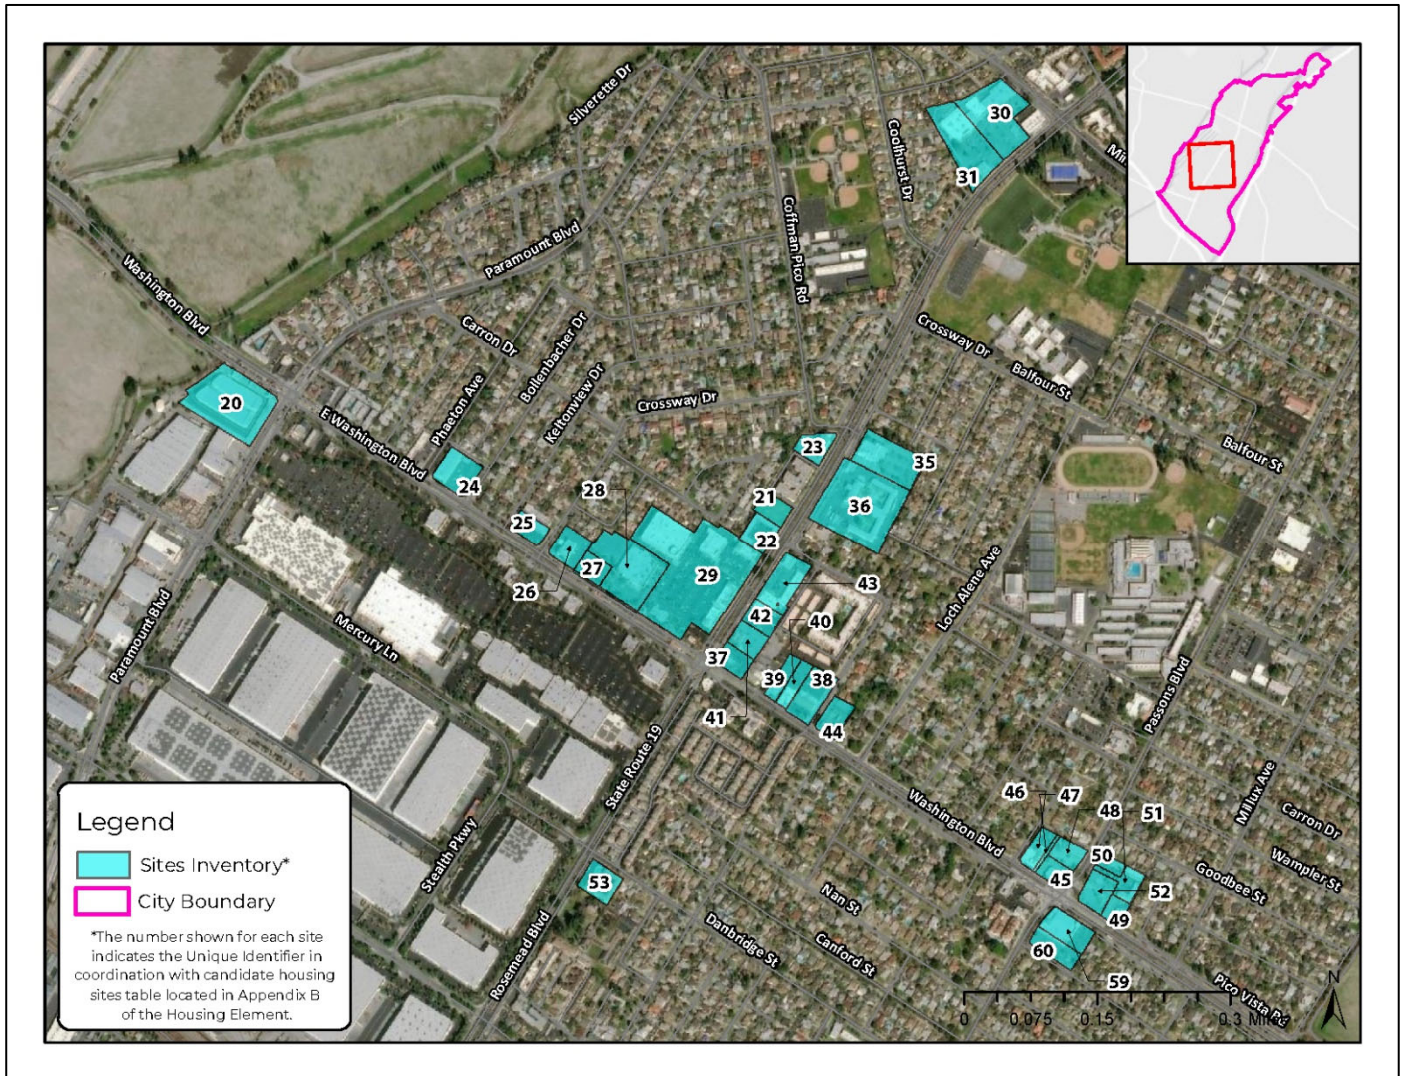 Silverette Dr
30
Coolhurst Dr
31
Coffman Pico Rd
Washington Blvd
Paramount Blvd
Carron Dr
Bollenbacher Dr
Phaeton Ave
Keltonview Dr
Crossway Dr
Crossway Dr
Balfour St
Balfour St
20
E Washington Blvd
24
23
35
36
21
22
28
25
26
27
29
43
42
40
37
39
38
41
44
Loch Alene Ave
Paramount Blvd
Mercury Ln
State Route 19
Passons Blvd
Millux Ave
Carron Dr
Wampler St
Goodbee St
Washington Blvd
46
47
48
51
50
45
52
49
60
59
Stealth Pkwy
53
Rosemead Blvd
Nan St
Canford St
Danbridge St
Legend
Sites Inventory*
City Boundary
*The number shown for each site
indicates the Unique Identifier in
coordination with candidate housing
sites table located in Appendix B
of the Housing Element.
N
0 0.075 0.15 0.3